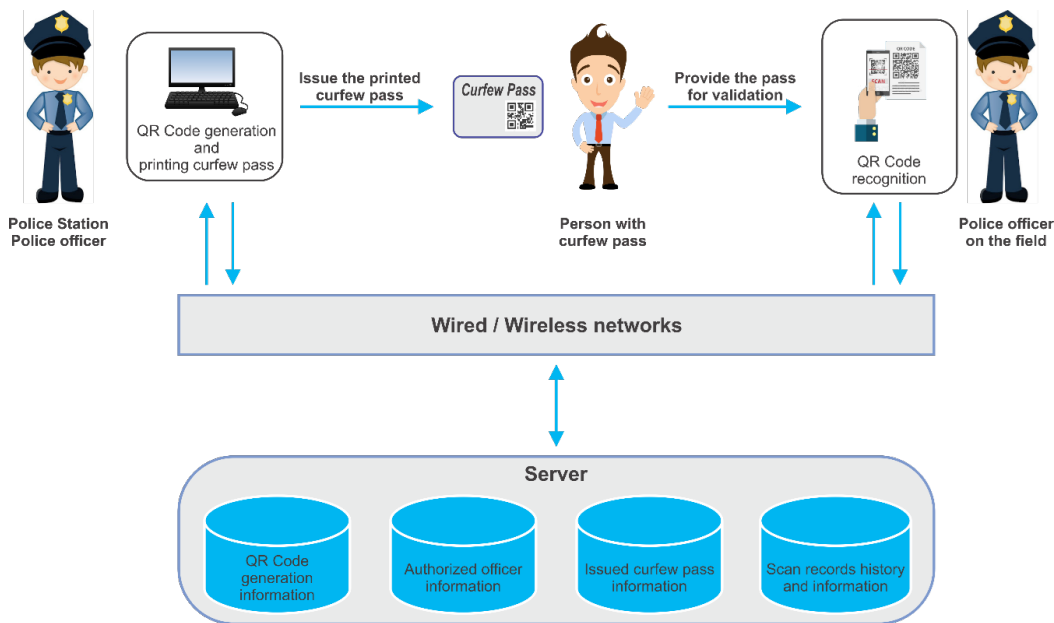 Issue the printed
curfew pass
Curfew Pass
Provide the pass
for validation
QR CODE
SCAN
QR Code generation
and
printing curfew pass
QR Code
recognition
Police Station
Police officer
Person with
curfew pass
Police officer
on the field
Wired / Wireless networks
Server
QR Code
generation
information
Authorized officer
information
Issued curfew pass
information
Scan records history
and information